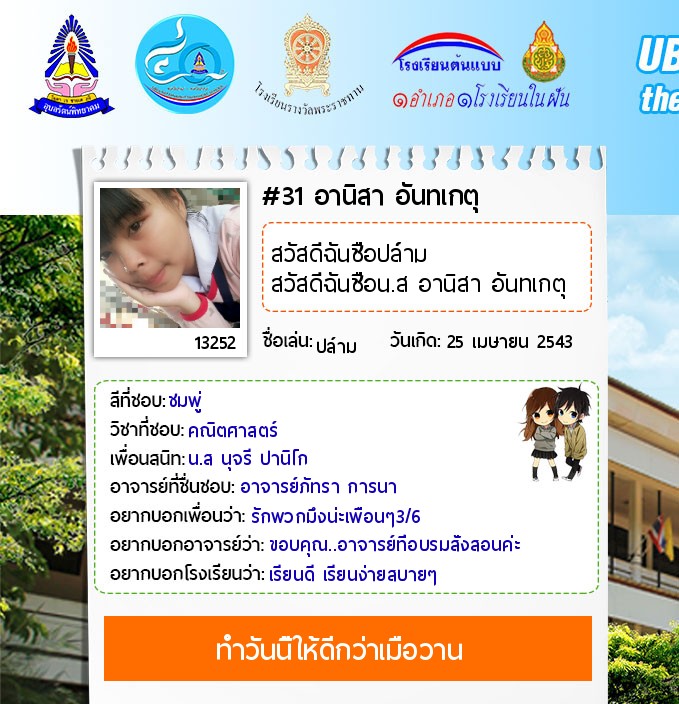 อุบลรัตน์พิทยาคม
โรงเรียนรางวัลพระราชทาน
โรงเรียนต้นแบบ
๑อำเภอ๑โรงเรียนในฝัน
UB
the
#31 อานิสา อันทเกตุ
สวัสดีฉันชื่อปล์าม
สวัสดีฉันชื่อน.ส อานิสา อันทเกตุ
13252
ชื่อเล่น: ปล์าม วันเกิด: 25 เมษายน 2543
สีที่ชอบ: ชมพู่
วิชาที่ชอบ: คณิตศาสตร์
เพื่อนสนิท: น.ส นุจรี ปานิโก
อาจารย์ที่ชื่นชอบ: อาจารย์ภัทรา การนา
อยากบอกเพื่อนว่า: รักพวกมึงน่ะเพื่อนๆ3/6
อยากบอกอาจารย์ว่า: ขอบคุณ..อาจารย์ที่อบรมสั่งสอนค่ะ
อยากบอกโรงเรียนว่า: เรียนดี เรียนง่ายสบายๆ
ทำวันนี้ให้ดีกว่าเมื่อวาน